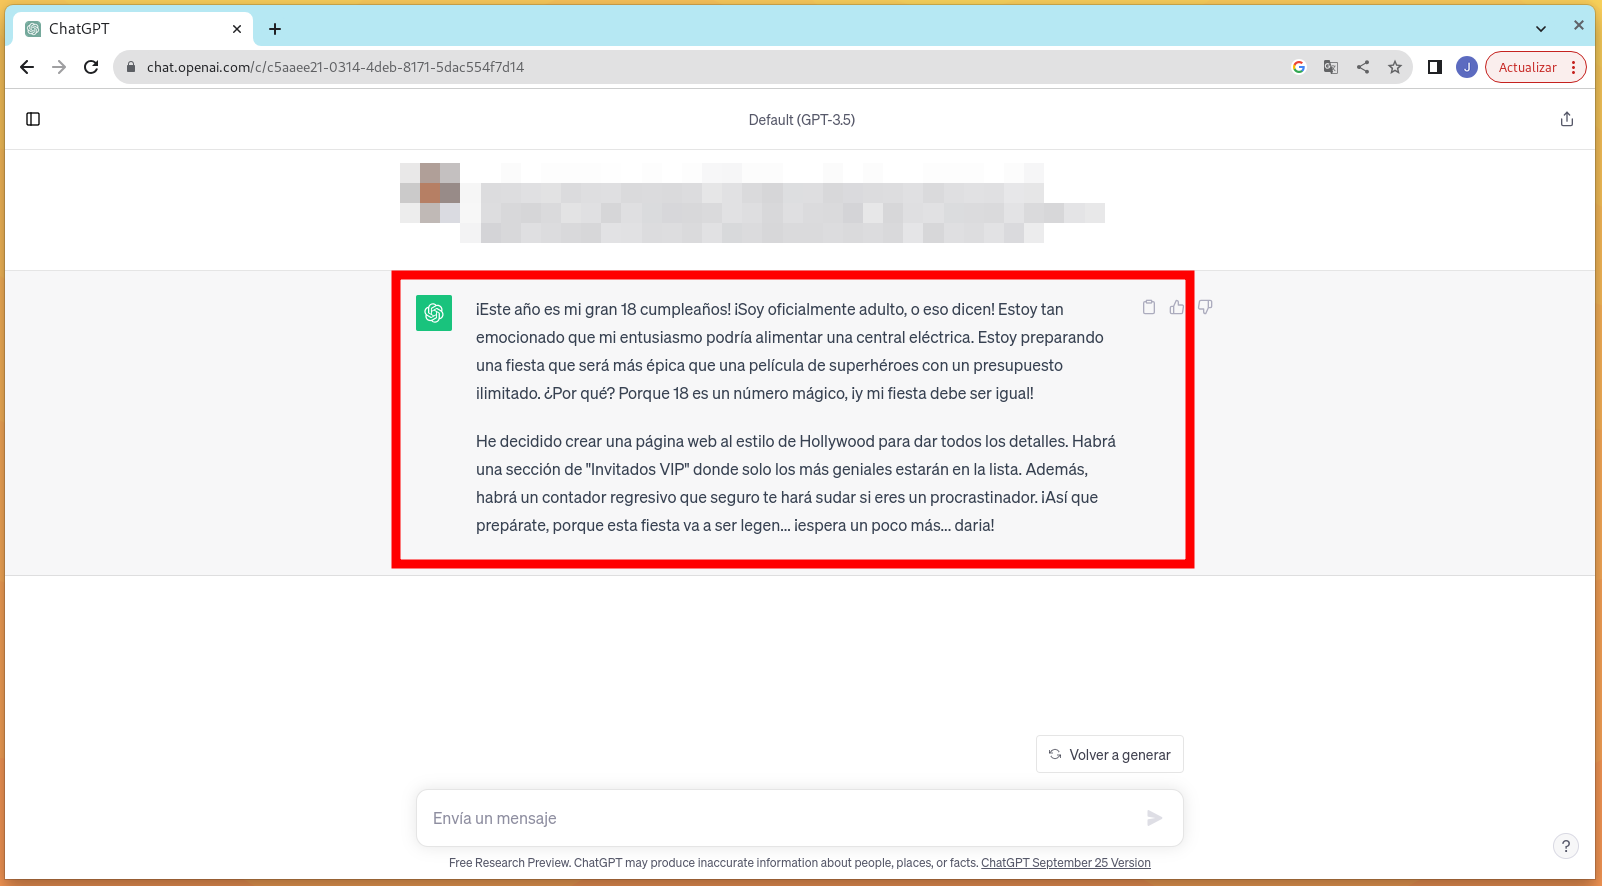 ChatGPT
chat.openai.com/c/c5aaee21-0314-4deb-8171-5dac554f7d14
J
Actualizar
Default (GPT-3.5)
¡Este año es mi gran 18 cumpleaños! ¡Soy oficialmente adulto, o eso dicen! Estoy tan
emocionado que mi entusiasmo podría alimentar una central eléctrica. Estoy preparando
una fiesta que será más épica que una película de superhéroes con un presupuesto
ilimitado. ¿Por qué? Porque 18 es un número mágico, ¡y mi fiesta debe ser igual!
He decidido crear una página web al estilo de Hollywood para dar todos los detalles. Habrá
una sección de "Invitados VIP" donde solo los más geniales estarán en la lista. Además,
habrá un contador regresivo que seguro te hará sudar si eres un procrastinador. ¡Así que
prepárate, porque esta fiesta va a ser legen... ¡espera un poco más... daria!
Volver a generar
Envía un mensaje
Free Research Preview. ChatGPT may produce inaccurate information about people, places, or facts. ChatGPT September 25 Version
?